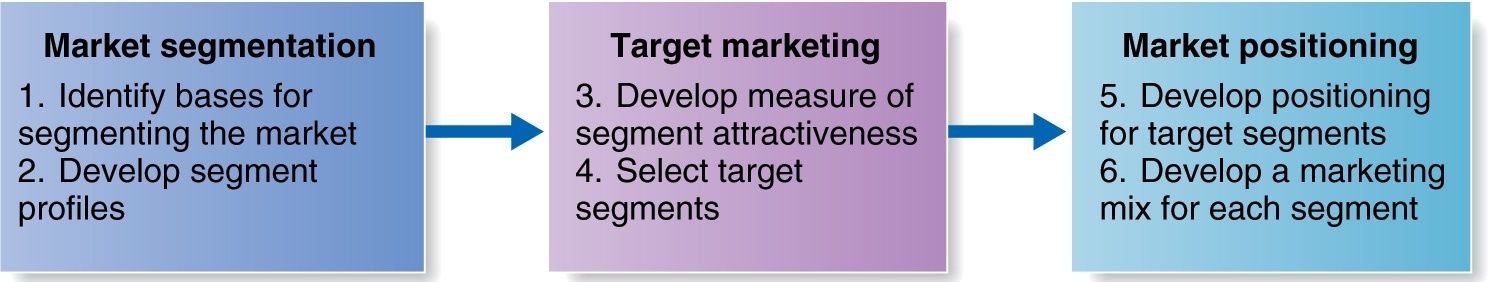 Market segmentation
1. Identify bases for
segmenting the market
2. Develop segment
profiles
Target marketing
3. Develop measure of
segment attractiveness
4. Select target
segments
Market positioning
5. Develop positioning
for target segments
6. Develop a marketing
mix for each segment